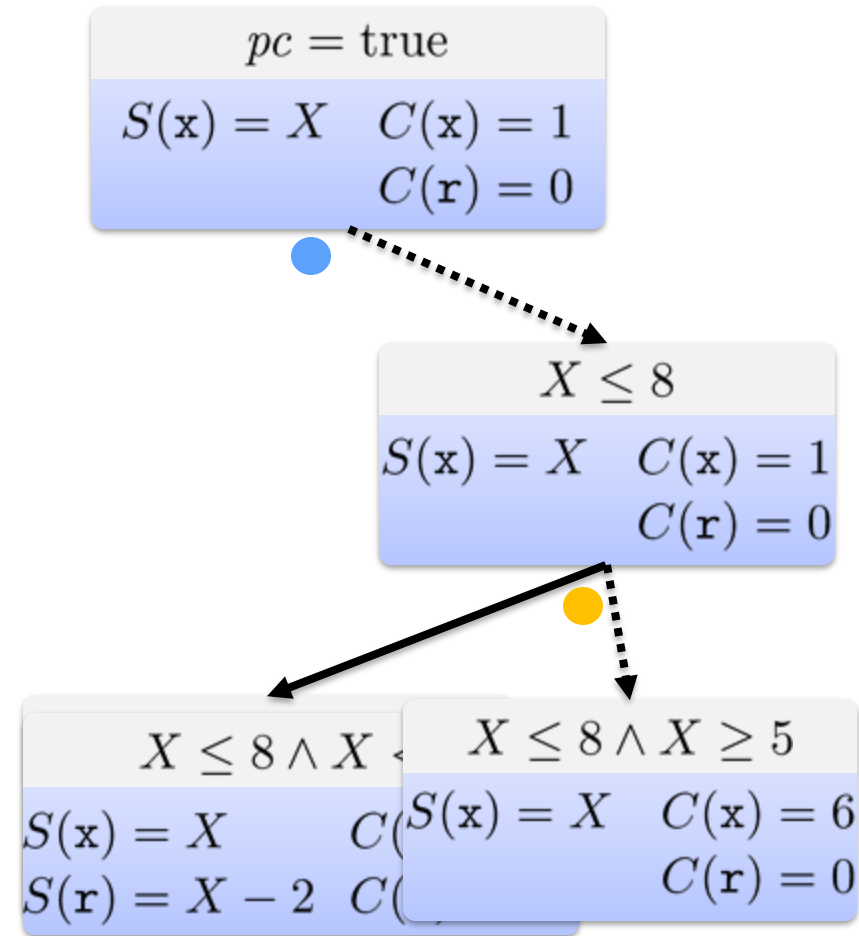 pc = true
S(x) = X C(x) = 1
C(r) = 0
X ≤ 8
S(x) = X C(x) = 1
C(r) = 0
X ≤ 8 ∧ X <
S(x) = X C(
S(r) = X − 2 C(
X ≤ 8 ∧ X ≥ 5
S(x) = X C(x) = 6
C(r) = 0